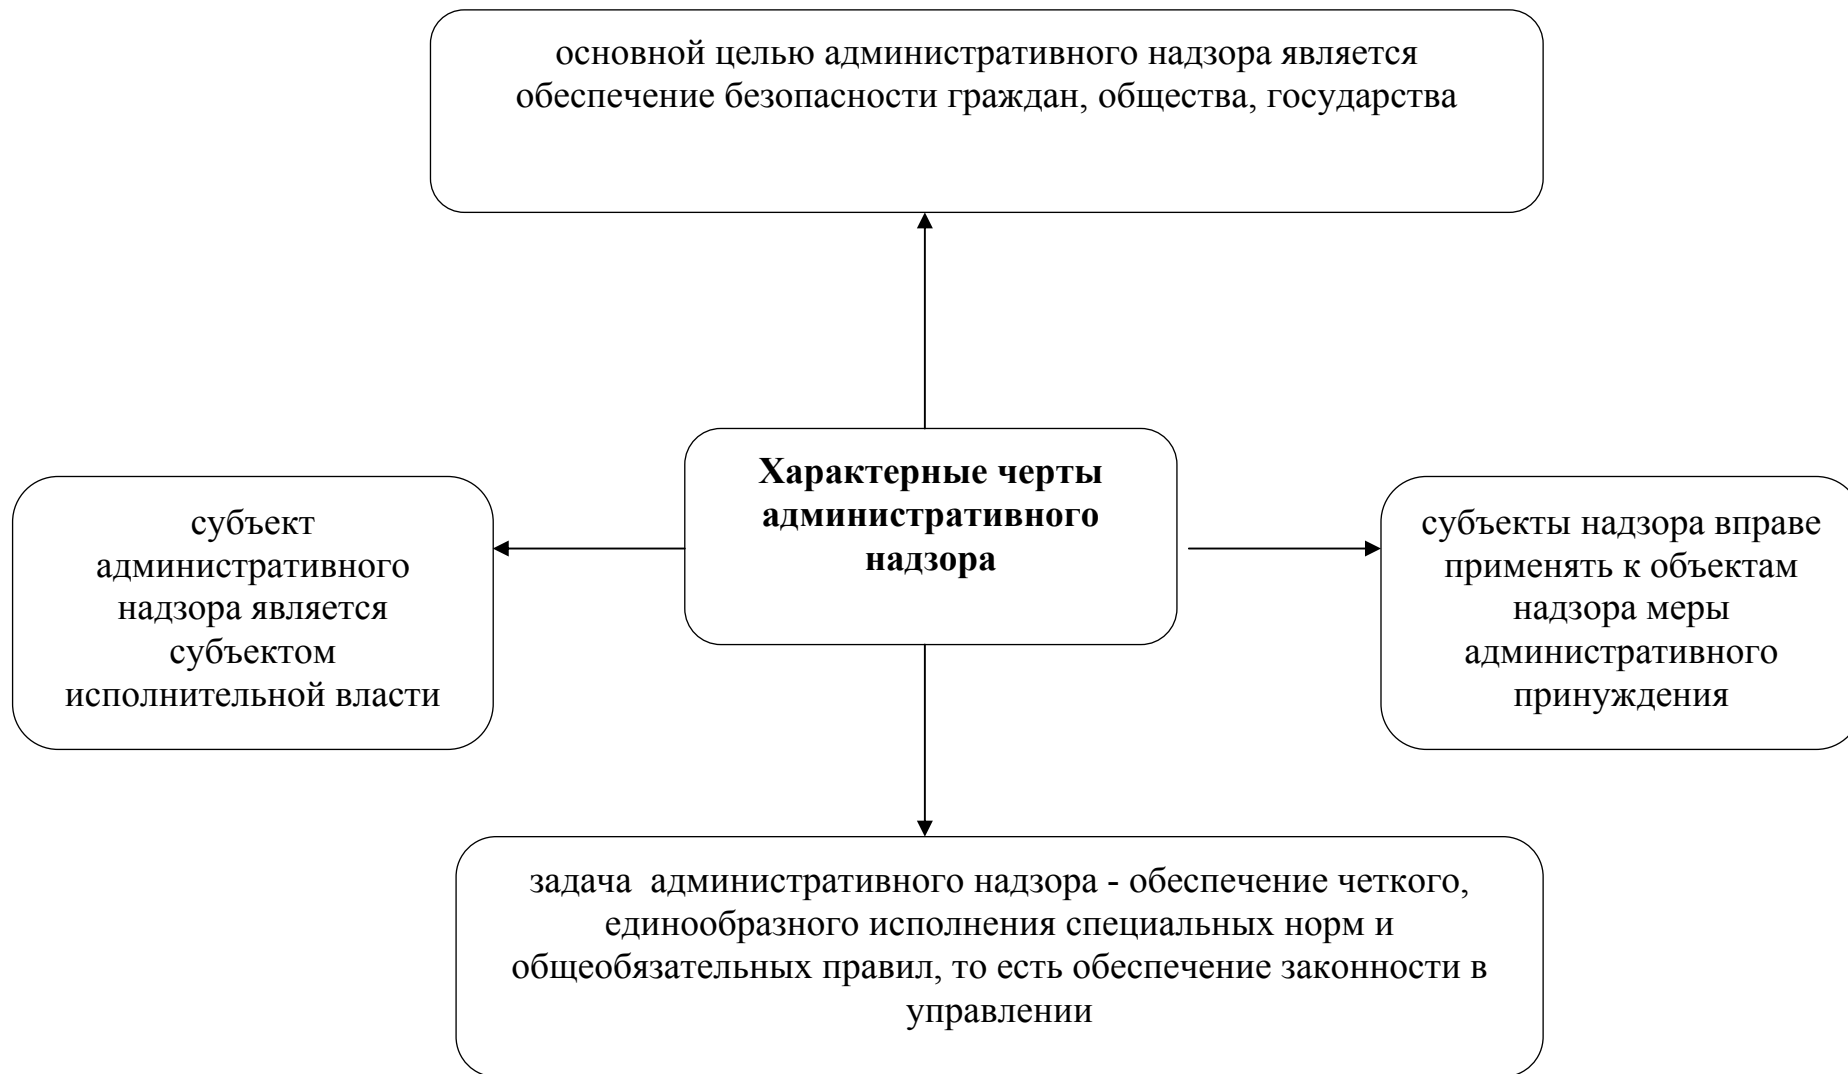 основной целью административного надзора является
обеспечение безопасности граждан, общества, государства
Характерные черты
административного
надзора
субъект
административного
надзора является
субъектом
исполнительной власти
субъекты надзора вправе
применять к объектам
надзора меры
административного
принуждения
задача  административного надзора - обеспечение четкого,
единообразного исполнения специальных норм и
общеобязательных правил, то есть обеспечение законности в
управлении